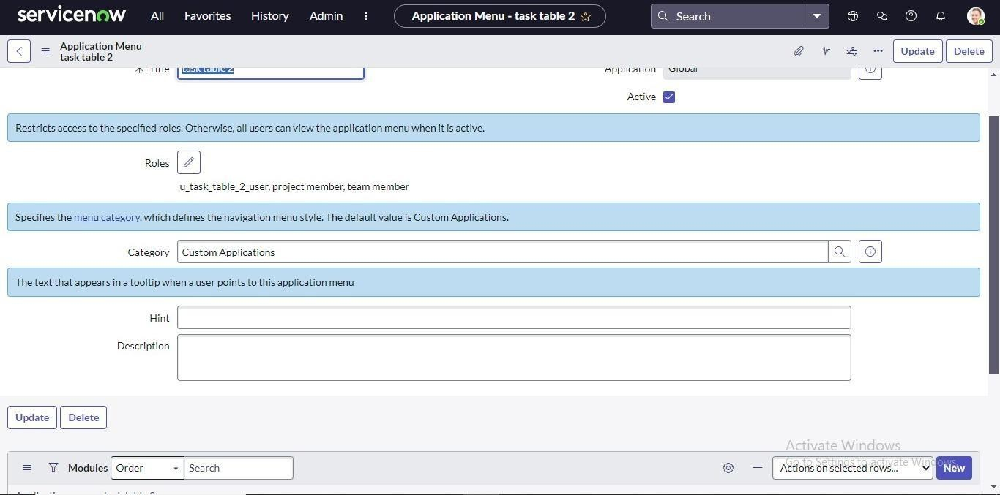 servicenow All Favorites History Admin Application Menu - task table 2 Search
Application Menu
task table 2
Update Delete
Title task table 2 Application Global
Active
Restricts access to the specified roles. Otherwise, all users can view the application menu when it is active.
Roles
u_task_table_2_user, project member, team member
Specifies the menu category, which defines the navigation menu style. The default value is Custom Applications.
Category Custom Applications
The text that appears in a tooltip when a user points to this application menu
Hint
Description
Update Delete
Activate Windows
Go to Settings to activate Windows.
Modules Order Search Actions on selected rows... New